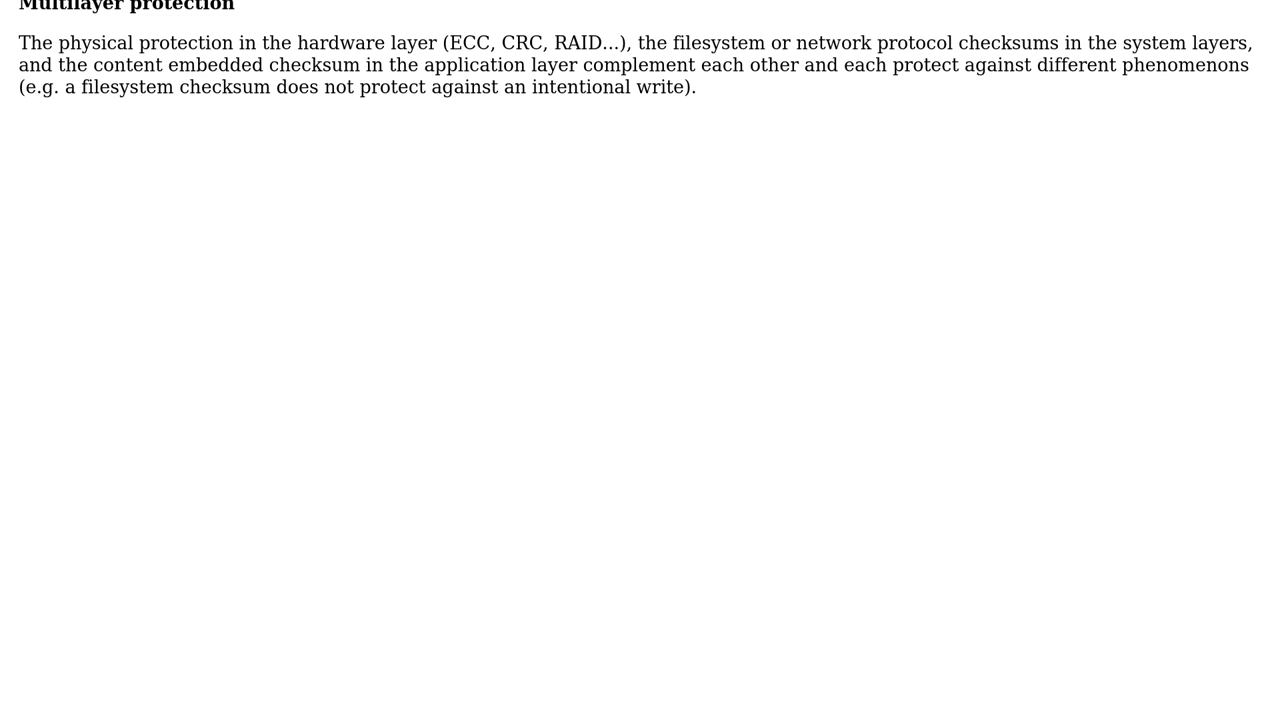 Multilayer protection
The physical protection in the hardware layer (ECC, CRC, RAID...), the filesystem or network protocol checksums in the system layers,
and the content embedded checksum in the application layer complement each other and each protect against different phenomenons
(e.g. a filesystem checksum does not protect against an intentional write).